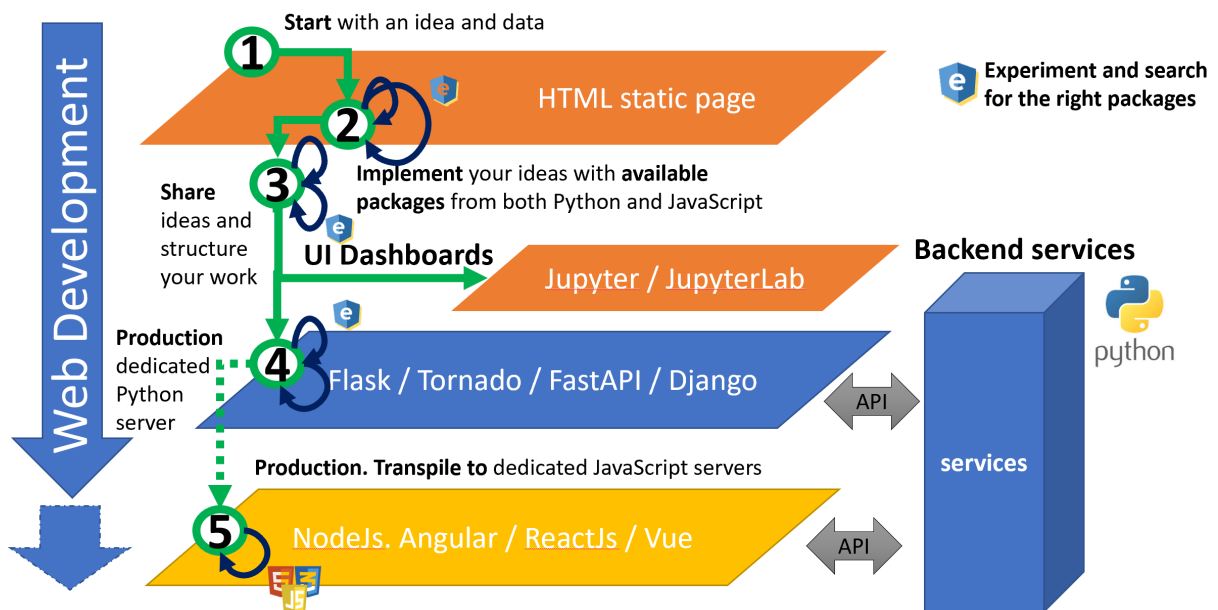 Web Development
Start with an idea and data
1
HTML static page
e
e
Experiment and search
for the right packages
2
3
Implement your ideas with available
packages from both Python and JavaScript
Share
ideas and
structure
your work
e
UI Dashboards
Jupyter / JupyterLab
Backend services
python
e
Production
dedicated
Python
server
4
Flask / Tornado / FastAPI / Django
API
services
Production. Transpile to dedicated JavaScript servers
5
NodeJs. Angular / ReactJs / Vue
API
5
3
JS